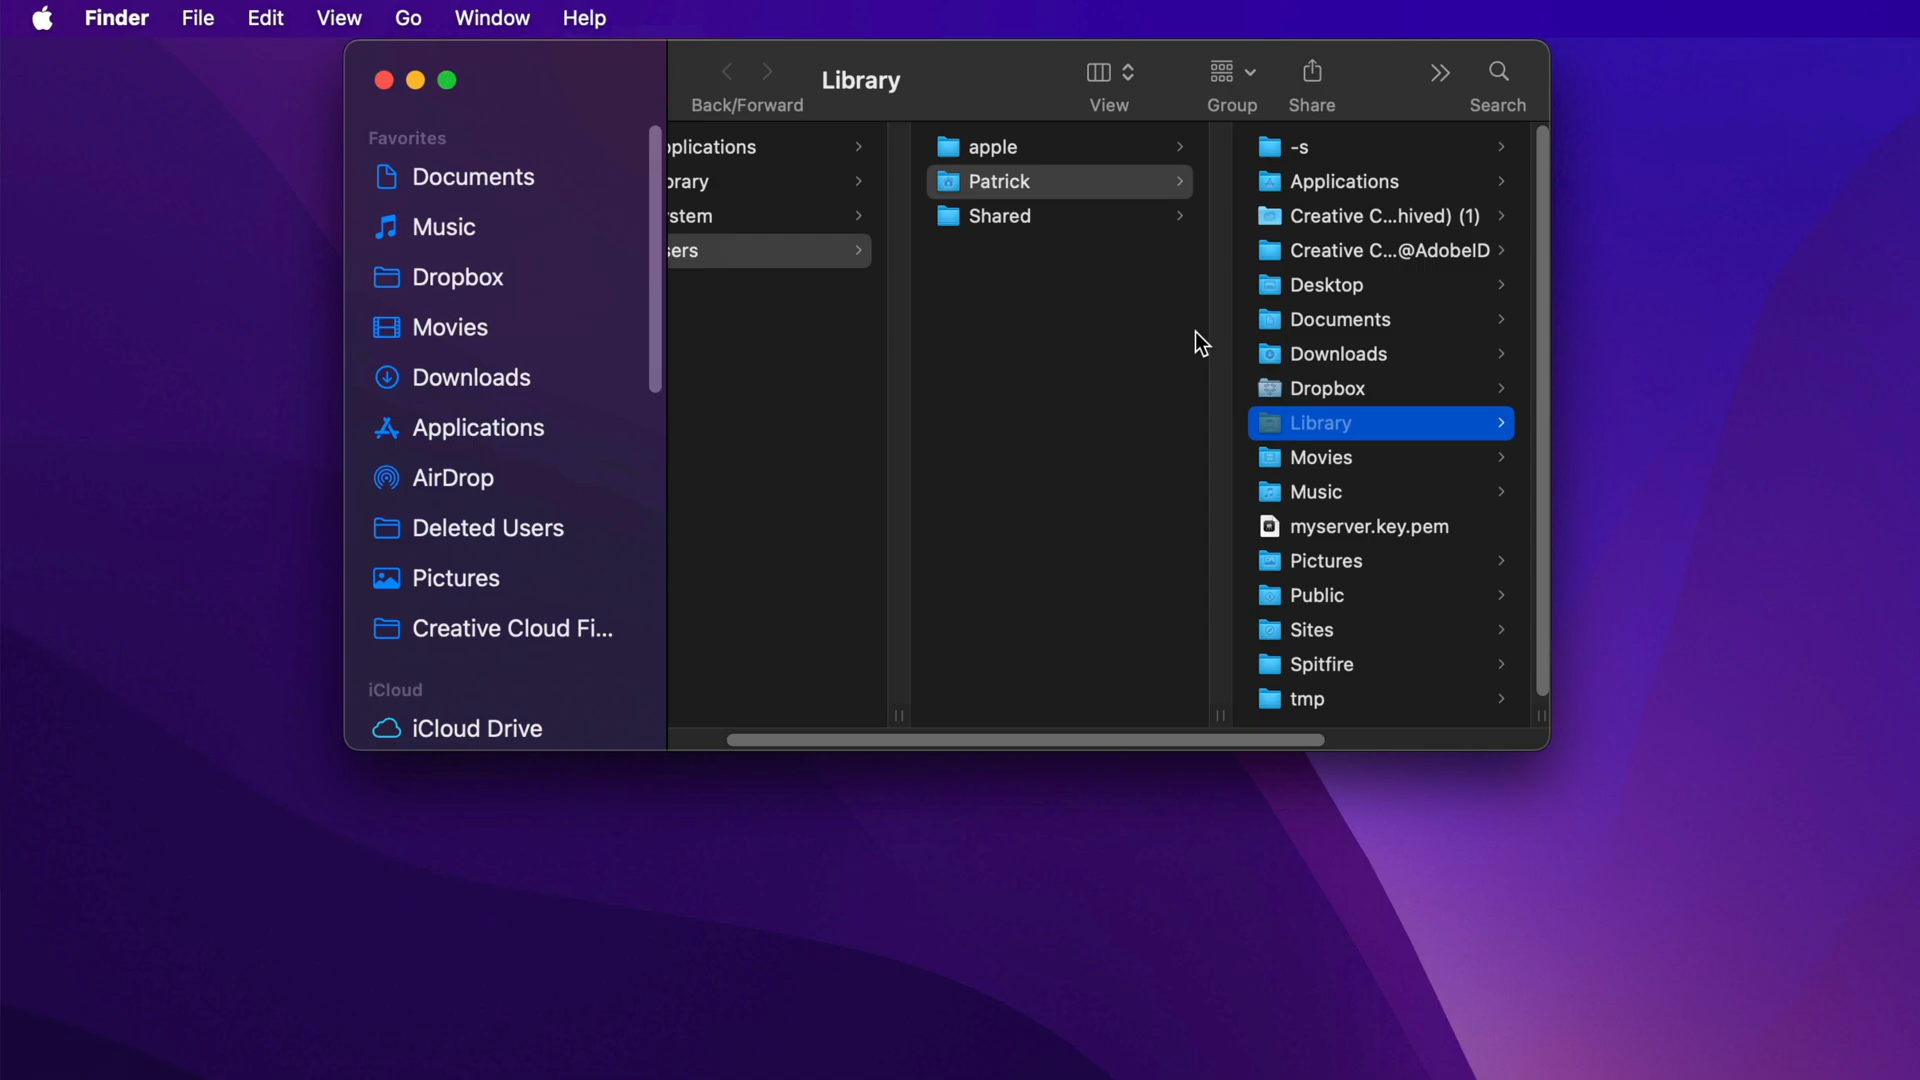 Finder File Edit View Go Window Help
Library
Back/Forward View Group Share Search
Favorites
Documents
Music
Dropbox
Movies
Downloads
Applications
AirDrop
Deleted Users
Pictures
Creative Cloud Fi...
iCloud
iCloud Drive
plications
brary
stem
sers
apple
Patrick
Shared
-s
Applications
Creative C...hived) (1)
Creative C...@AdobeID
Desktop
Documents
Downloads
Dropbox
Library
Movies
Music
myserver.key.pem
Pictures
Public
Sites
Spitfire
tmp